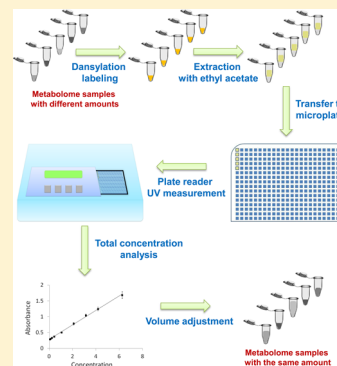 Dansylation
labeling
Extraction
with ethyl acetate
Metabolome samples
with different amounts
Transfer
Plate reader
UV measurement
Total concentration
analysis
2
1.5
1
0.5
0
Absorbance
0
2
4
6
8
Concentration
Volume adjustment
Metabolome samples
with the same amount